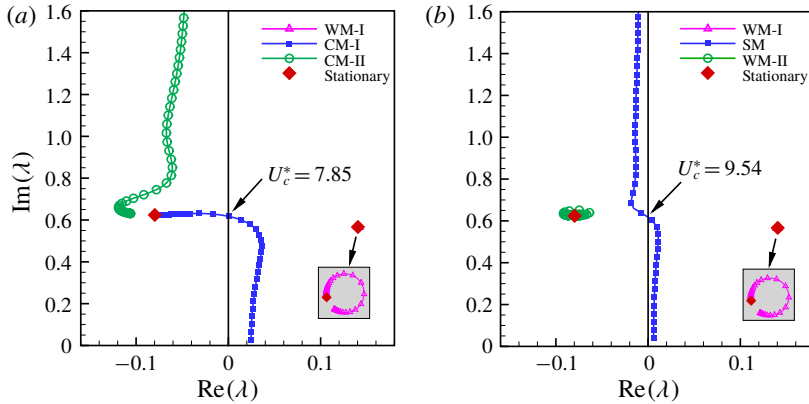 (a)
1.6
1.4
1.2
1.0
0.8
0.6
0.4
0.2
0
Im(λ)
−0.1
0
0.1
Re(λ)
WM-I
CM-I
CM-II
Stationary
U*c = 7.85
(b)
1.6
1.4
1.2
1.0
0.8
0.6
0.4
0.2
0
−0.1
0
0.1
Re(λ)
WM-I
SM
WM-II
Stationary
U*c = 9.54